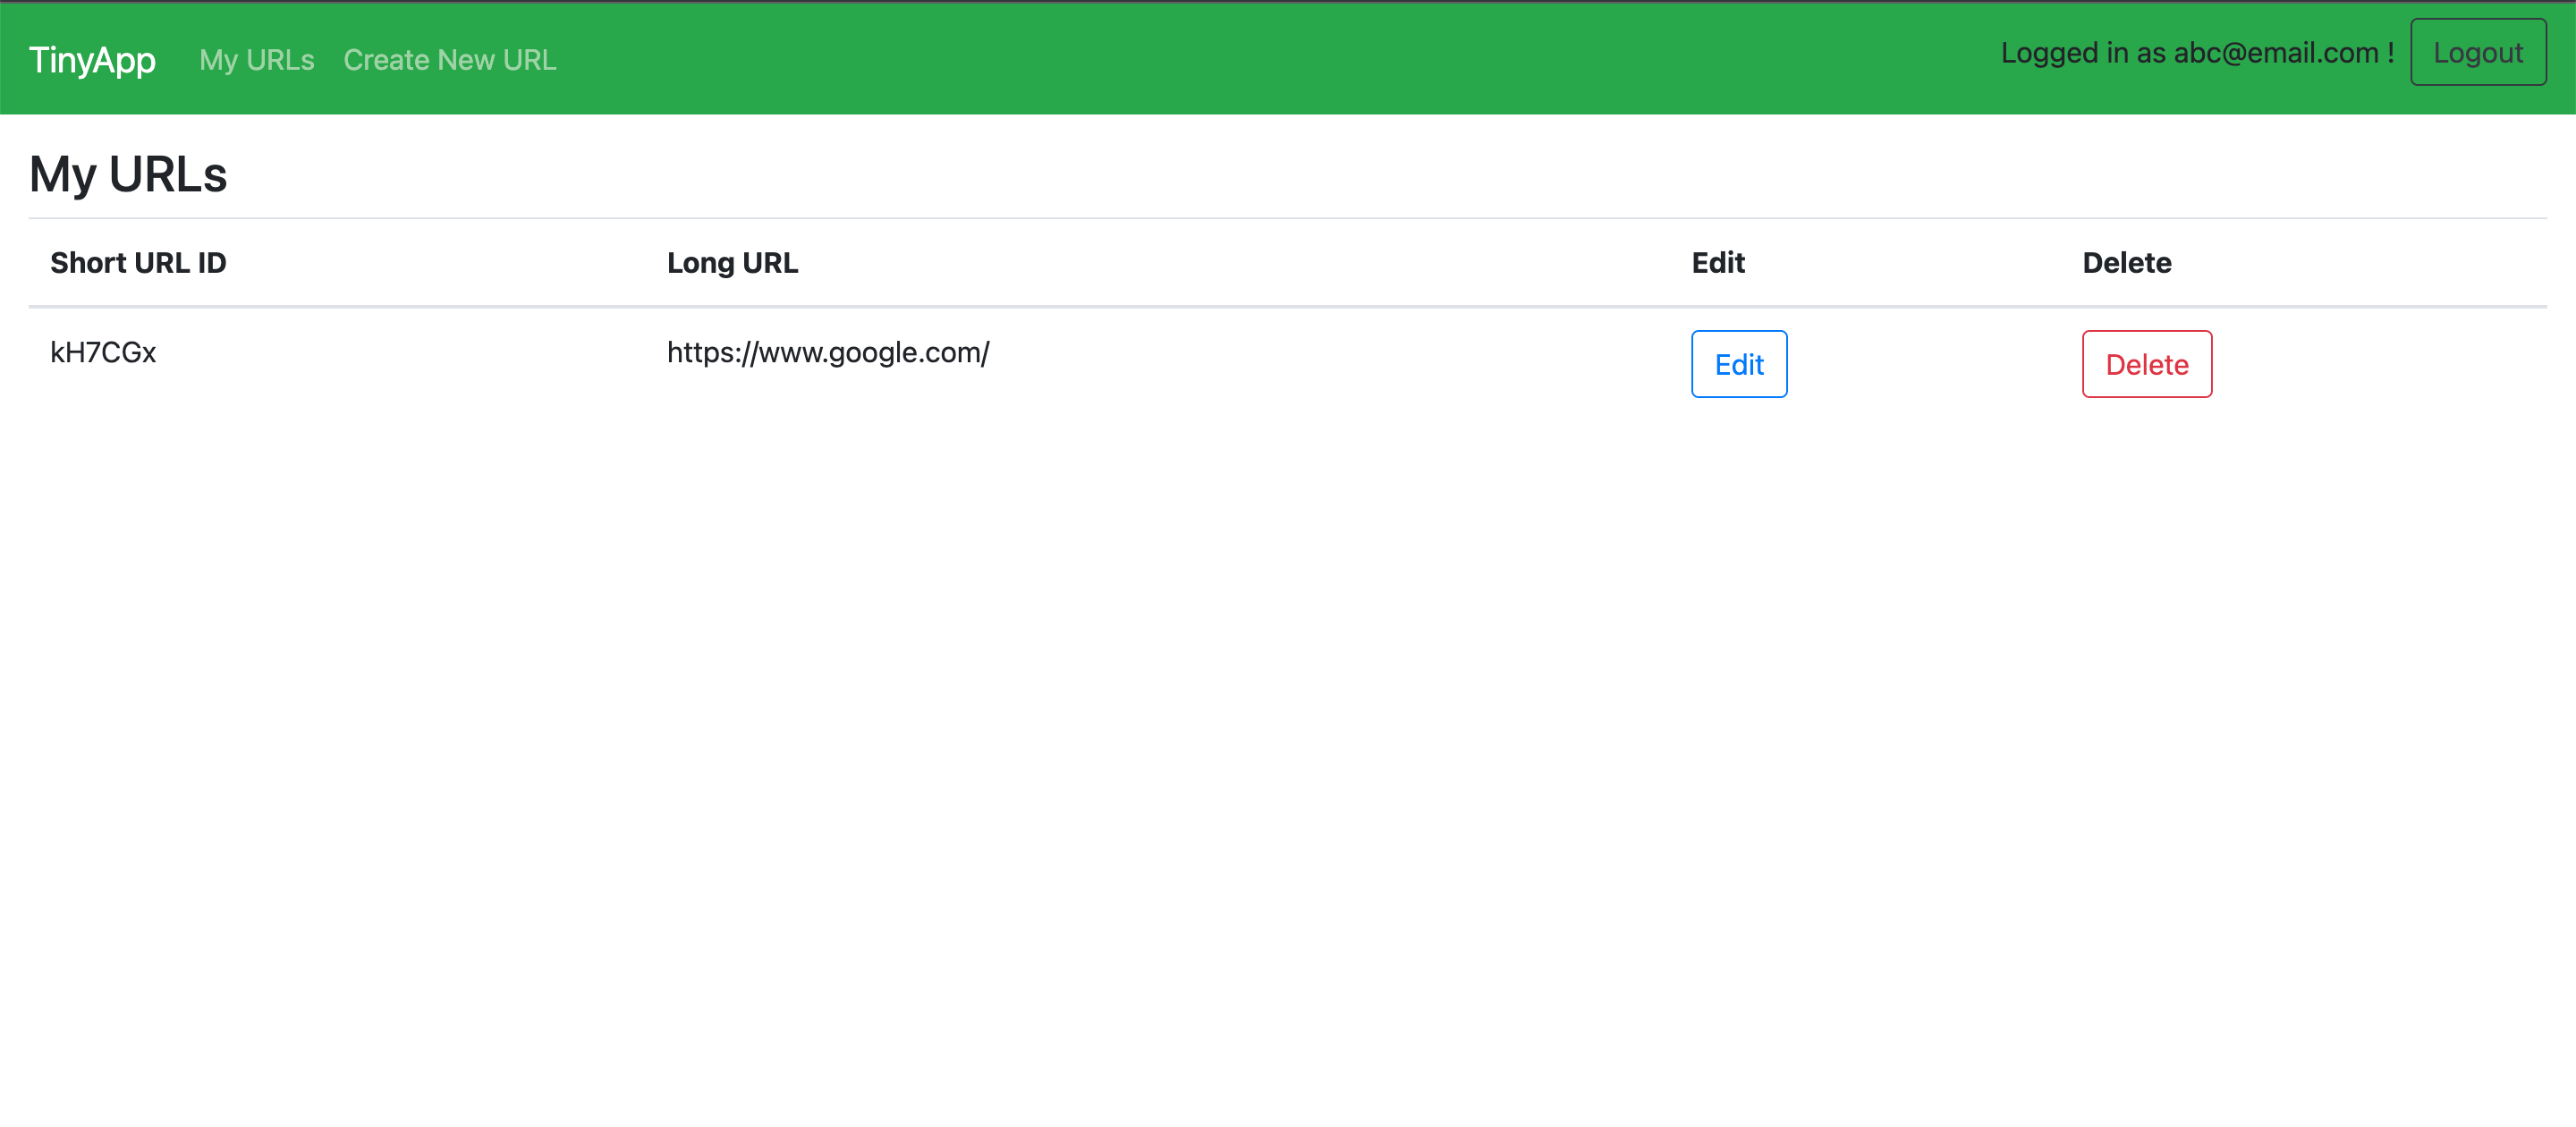 TinyApp My URLs Create New URL Logged in as abc@email.com ! Logout
My URLs
Short URL ID Long URL Edit Delete
kH7CGx https://www.google.com/ Edit Delete